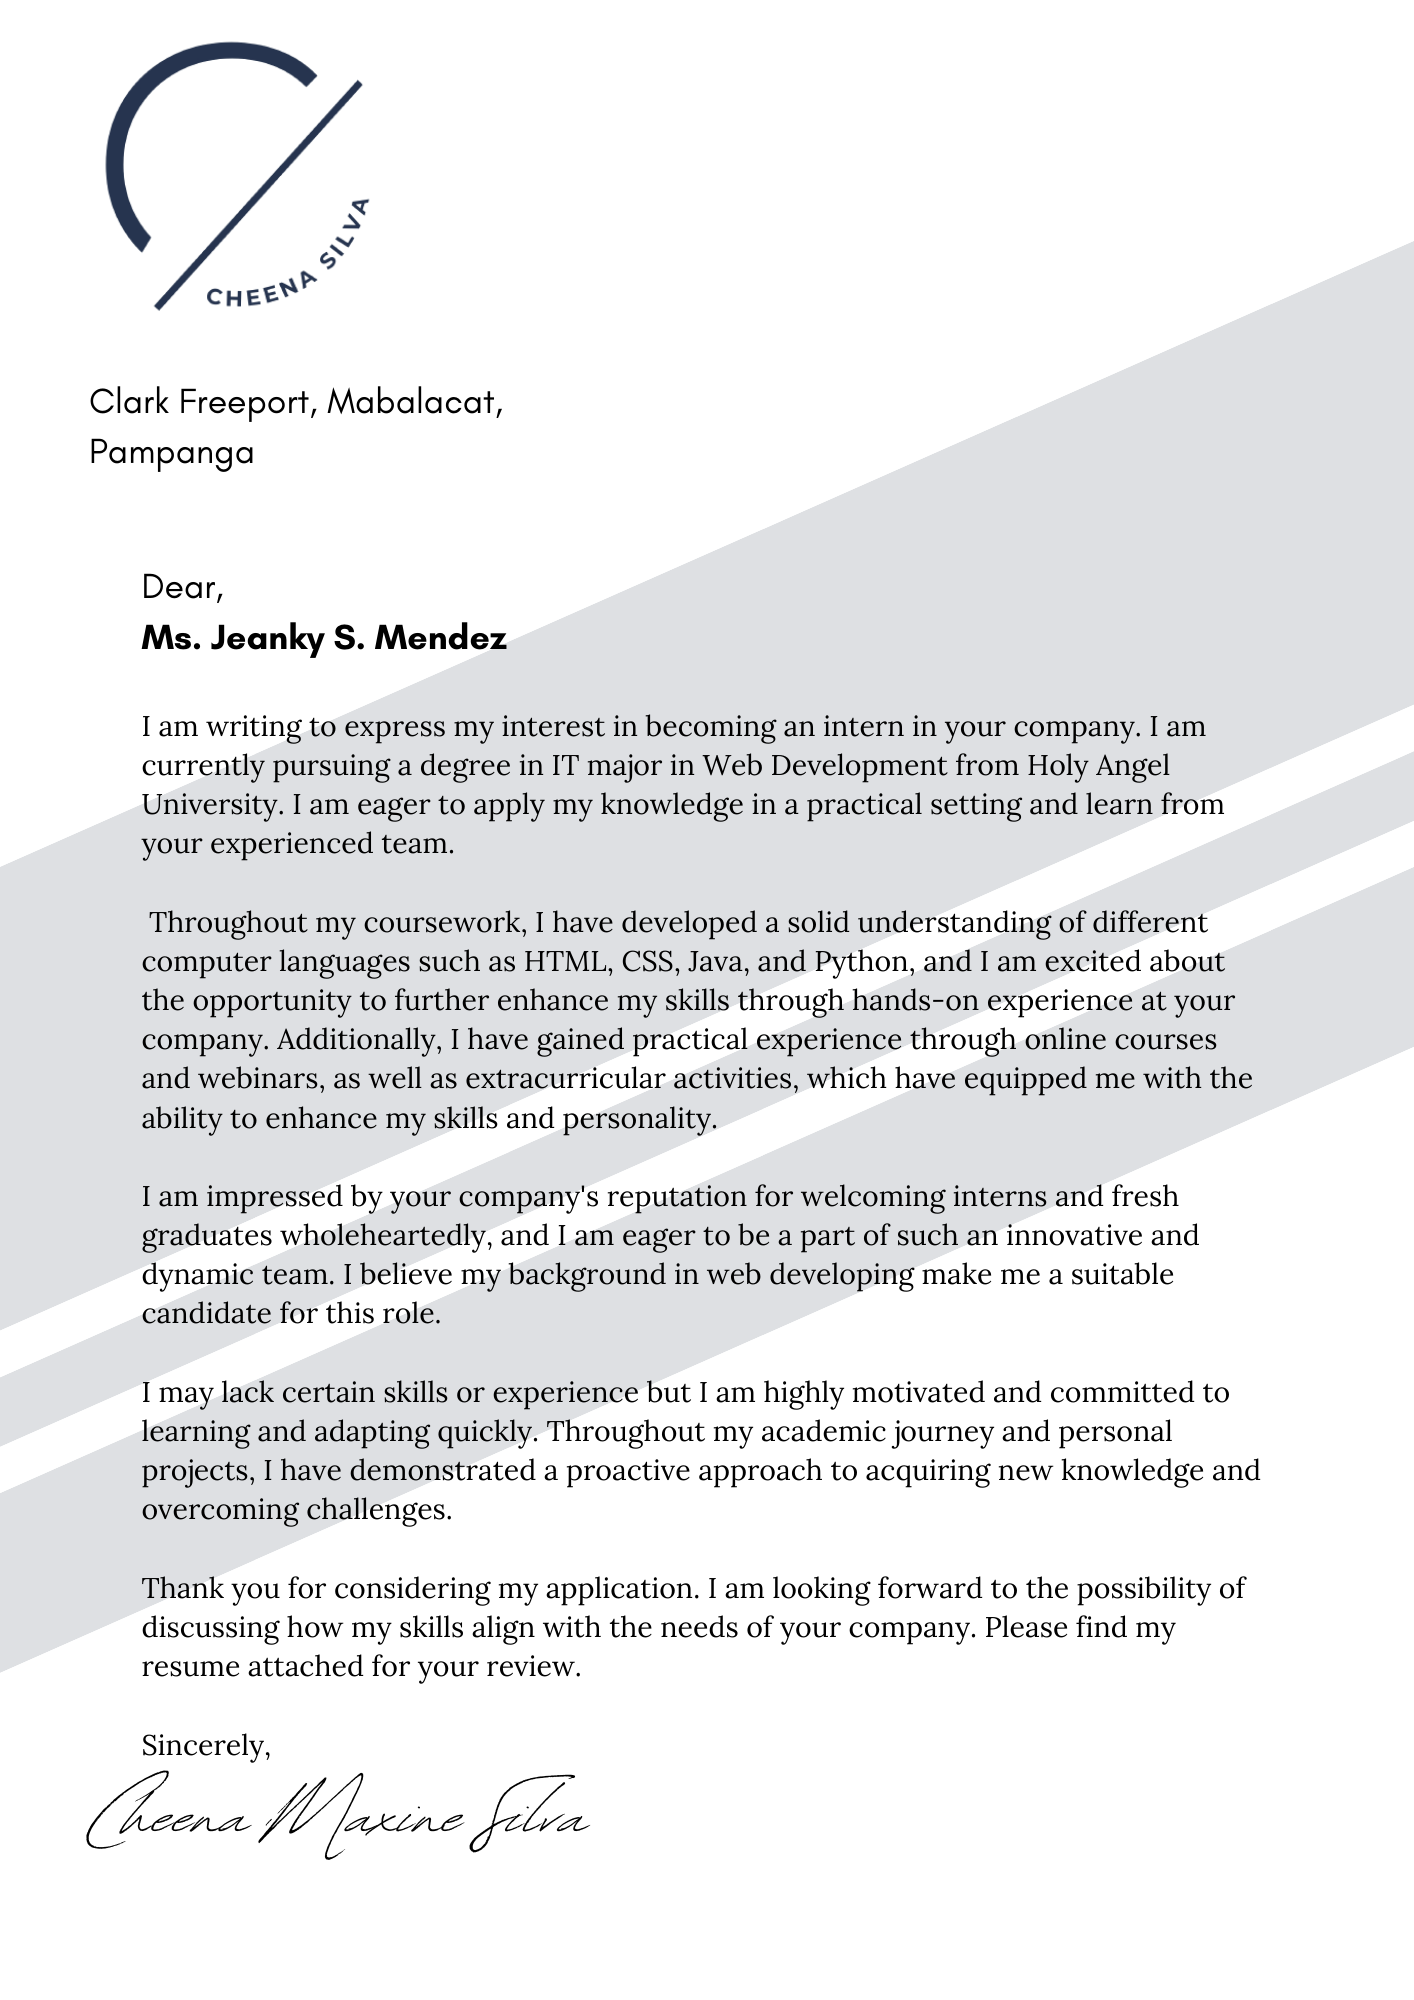 CHEENA SILVA
Clark Freeport, Mabalacat,
Pampanga
Dear,
Ms. Jeanky S. Mendez
I am writing to express my interest in becoming an intern in your company. I am
currently pursuing a degree in IT major in Web Development from Holy Angel
University. I am eager to apply my knowledge in a practical setting and learn from
your experienced team.
Throughout my coursework, I have developed a solid understanding of different
computer languages such as HTML, CSS, Java, and Python, and I am excited about
the opportunity to further enhance my skills through hands-on experience at your
company. Additionally, I have gained practical experience through online courses
and webinars, as well as extracurricular activities, which have equipped me with the
ability to enhance my skills and personality.
I am impressed by your company's reputation for welcoming interns and fresh
graduates wholeheartedly, and I am eager to be a part of such an innovative and
dynamic team. I believe my background in web developing make me a suitable
candidate for this role.
I may lack certain skills or experience but I am highly motivated and committed to
learning and adapting quickly. Throughout my academic journey and personal
projects, I have demonstrated a proactive approach to acquiring new knowledge and
overcoming challenges.
Thank you for considering my application. I am looking forward to the possibility of
discussing how my skills align with the needs of your company. Please find my
resume attached for your review.
Sincerely,
Cheena Maxine Silva